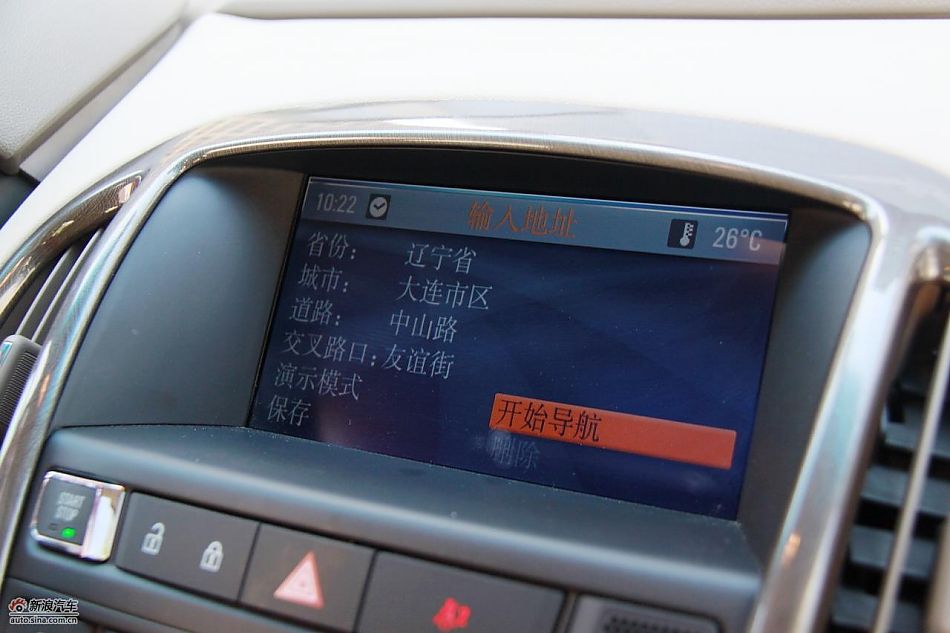 10:22 输入地址 26°C
省份: 辽宁省
城市: 大连市区
道路: 中山路
交叉路口: 友谊街
演示模式 开始导航
保存 删除
START
STOP
新浪汽车
auto.sina.com.cn